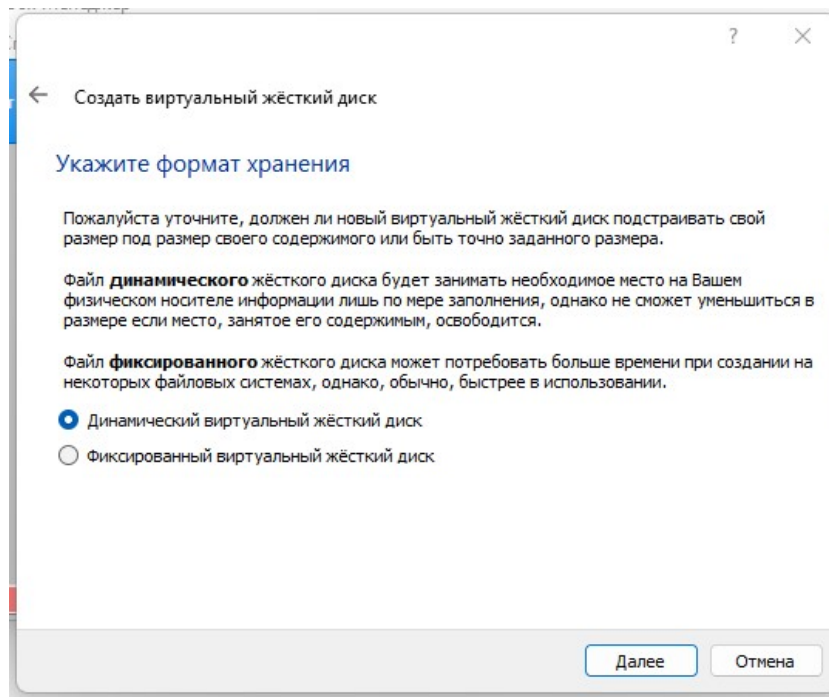 ?
Создать виртуальный жёсткий диск
Укажите формат хранения
Пожалуйста уточните, должен ли новый виртуальный жёсткий диск подстраивать свой
размер под размер своего содержимого или быть точно заданного размера.
Файл динамического жёсткого диска будет занимать необходимое место на Вашем
физическом носителе информации лишь по мере заполнения, однако не сможет уменьшиться в
размере если место, занятое его содержимым, освободится.
Файл фиксированного жёсткого диска может потребовать больше времени при создании на
некоторых файловых системах, однако, обычно, быстрее в использовании.
Динамический виртуальный жёсткий диск
Фиксированный виртуальный жёсткий диск
Далее Отмена